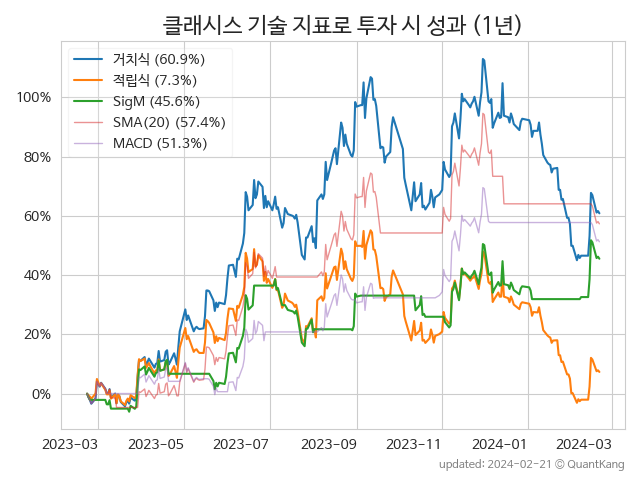 클래시스 기술 지표로 투자 시 성과 (1년)
거치식 (60.9%)
적립식 (7.3%)
SigM (45.6%)
SMA(20) (57.4%)
MACD (51.3%)
100%
80%
60%
40%
20%
0%
2023-03 2023-05 2023-07 2023-09 2023-11 2024-01 2024-03
updated: 2024-02-21 © QuantKang